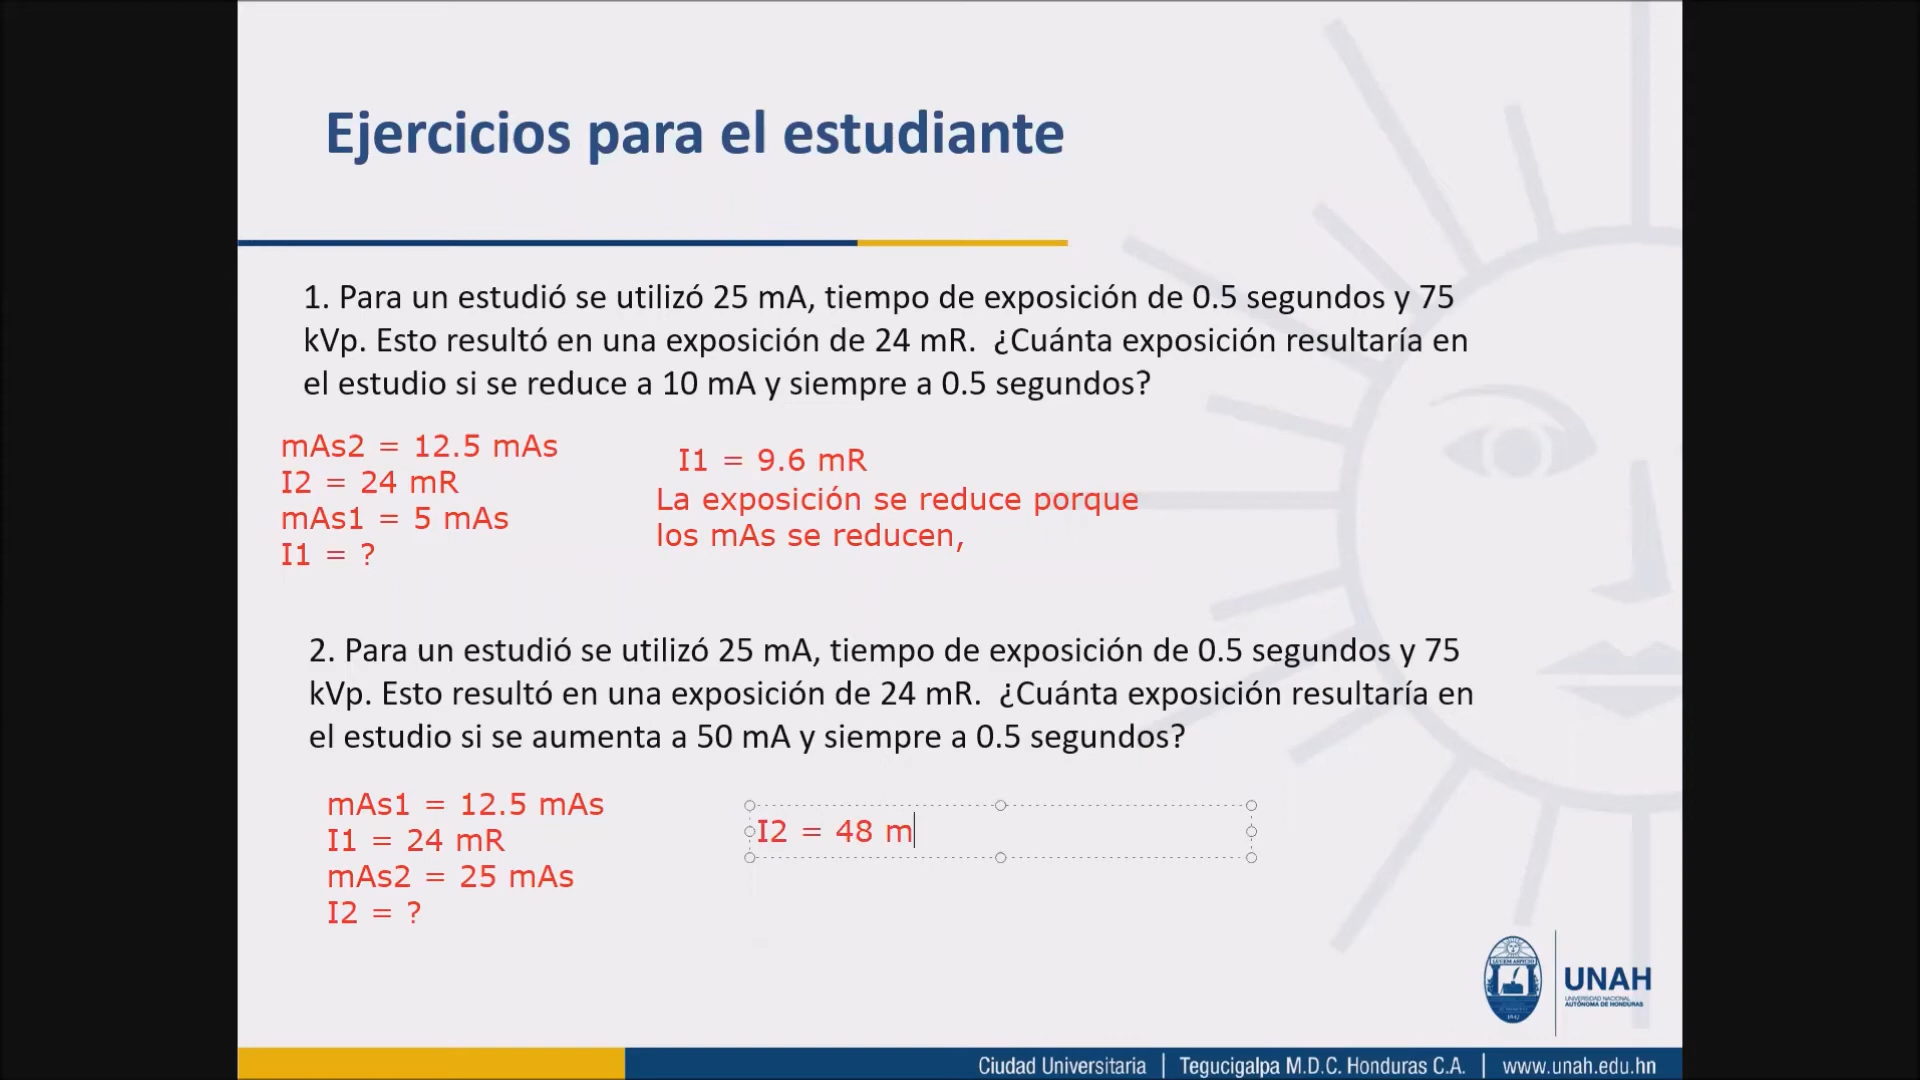 Ejercicios para el estudiante
1. Para un estudió se utilizó 25 mA, tiempo de exposición de 0.5 segundos y 75
kVp. Esto resultó en una exposición de 24 mR. ¿Cuánta exposición resultaría en
el estudio si se reduce a 10 mA y siempre a 0.5 segundos?
mAs2 = 12.5 mAs
I2 = 24 mR
mAs1 = 5 mAs
I1 = ?
I1 = 9.6 mR
La exposición se reduce porque
los mAs se reducen,
2. Para un estudió se utilizó 25 mA, tiempo de exposición de 0.5 segundos y 75
kVp. Esto resultó en una exposición de 24 mR. ¿Cuánta exposición resultaría en
el estudio si se aumenta a 50 mA y siempre a 0.5 segundos?
mAs1 = 12.5 mAs
I1 = 24 mR
mAs2 = 25 mAs
I2 = ?
I2 = 48 m
UNAH
UNIVERSIDAD NACIONAL
AUTÓNOMA DE HONDURAS
Ciudad Universitaria | Tegucigalpa M.D.C. Honduras C.A. | www.unah.edu.hn